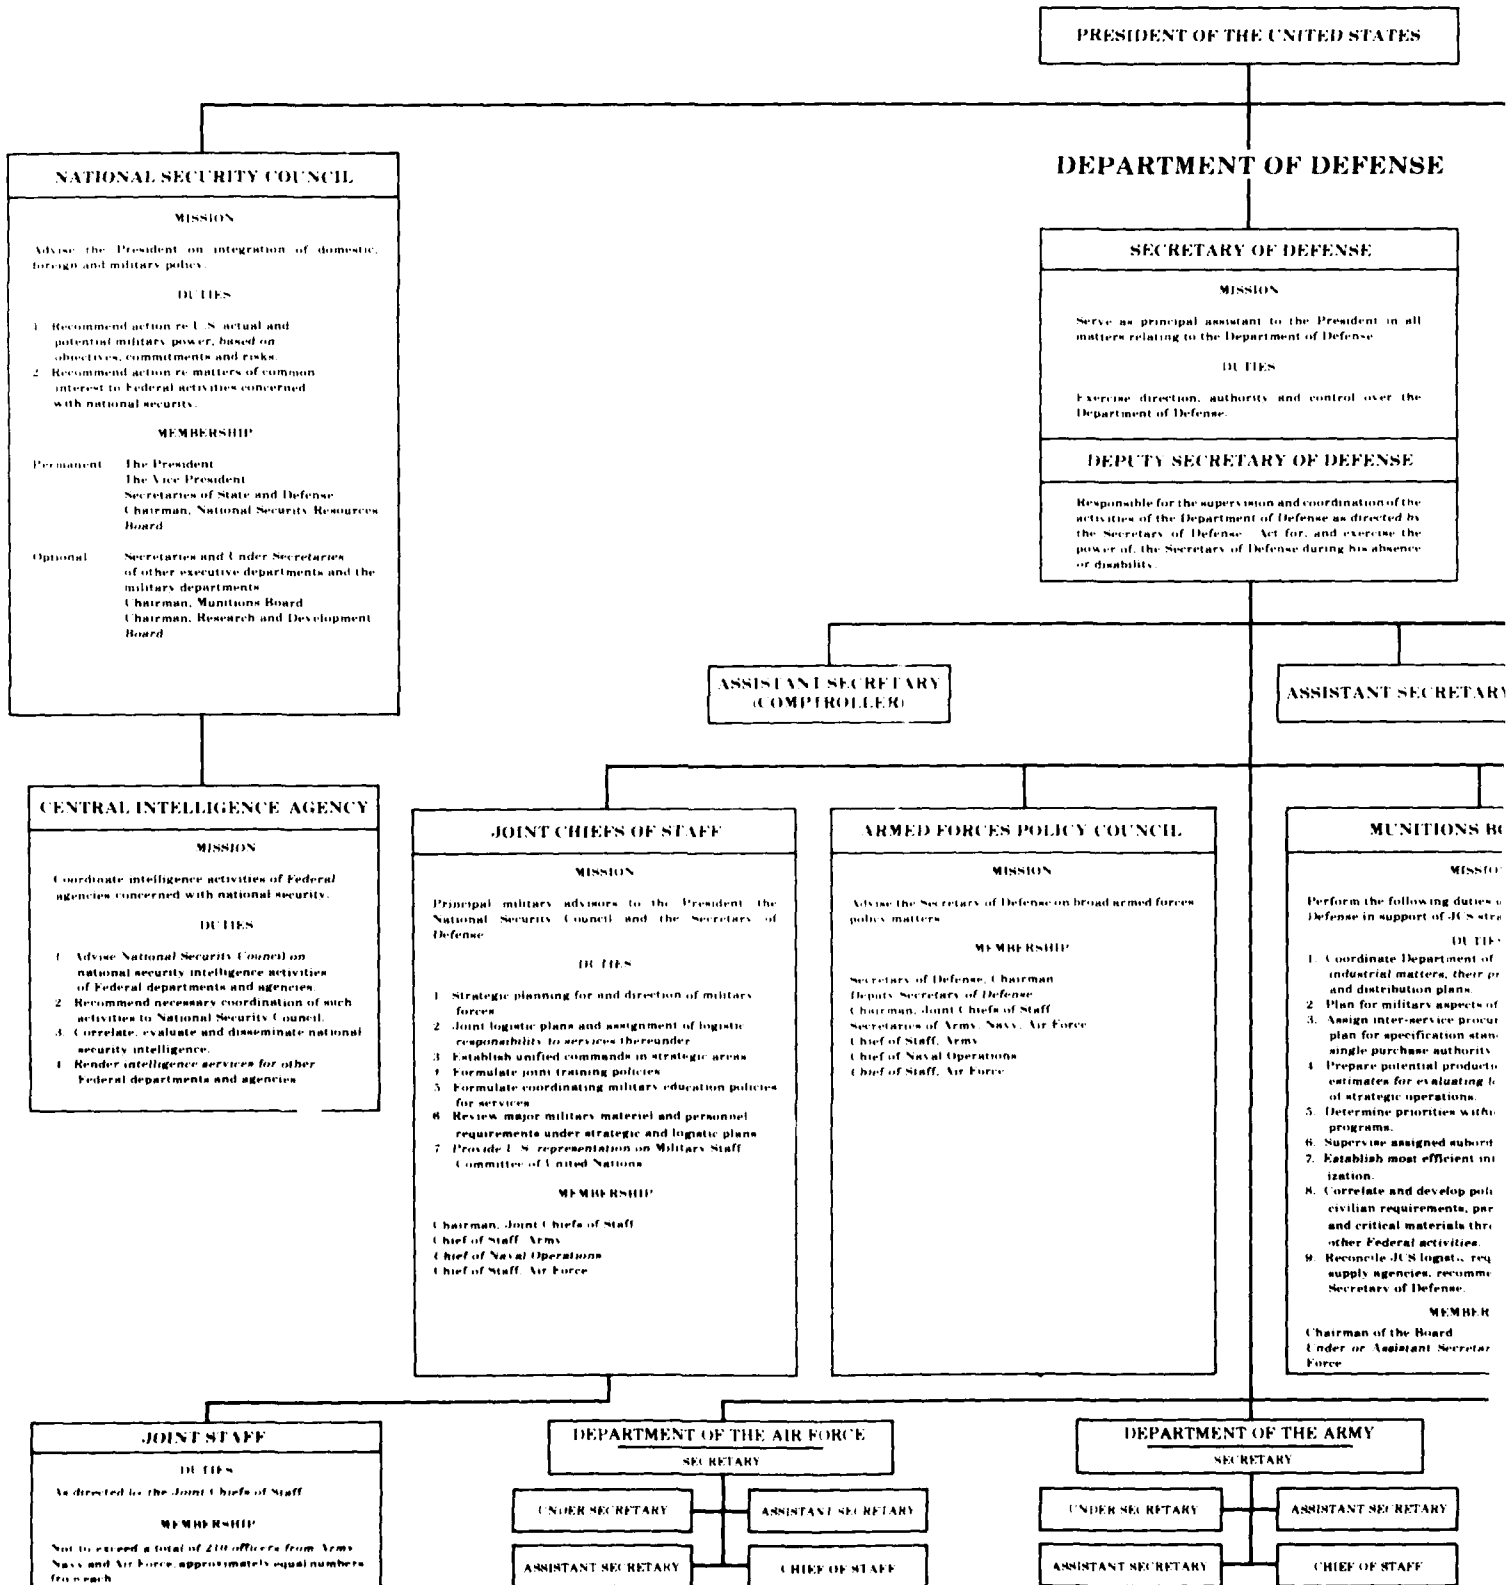 PRESIDENT OF THE UNITED STATES
NATIONAL SECURITY COUNCIL
MISSION
Advise the President on integration of domestic,
foreign and military policy.
DUTIES
1 Recommend action re U.S. actual and
potential military power, based on
objectives, commitments and risks.
2 Recommend action re matters of common
interest to Federal activities concerned
with national security.
MEMBERSHIP
Permanent The President
The Vice President
Secretaries of State and Defense
Chairman, National Security Resources
Board
Optional Secretaries and Under Secretaries
of other executive departments and the
military departments
Chairman, Munitions Board
Chairman, Research and Development
Board
DEPARTMENT OF DEFENSE
SECRETARY OF DEFENSE
MISSION
Serve as principal assistant to the President in all
matters relating to the Department of Defense
DUTIES
Exercise direction, authority and control over the
Department of Defense.
DEPUTY SECRETARY OF DEFENSE
Responsible for the supervision and coordination of the
activities of the Department of Defense as directed by
the Secretary of Defense Act for, and exercise the
power of, the Secretary of Defense during his absence
or disability.
ASSISTANT SECRETARY
(COMPTROLLER)
ASSISTANT SECRETARY
CENTRAL INTELLIGENCE AGENCY
MISSION
Coordinate intelligence activities of Federal
agencies concerned with national security.
DUTIES
1 Advise National Security Council on
national security intelligence activities
of Federal departments and agencies.
2 Recommend necessary coordination of such
activities to National Security Council.
3. Correlate, evaluate and disseminate national
security intelligence.
4 Render intelligence services for other
Federal departments and agencies
JOINT CHIEFS OF STAFF
MISSION
Principal military advisors to the President the
National Security Council and the Secretary of
Defense
DUTIES
1 Strategic planning for and direction of military
forces
2 Joint logistic plans and assignment of logistic
responsibility to services thereunder
3 Establish unified commands in strategic areas
4 Formulate joint training policies
5 Formulate coordinating military education policies
for services
6 Review major military materiel and personnel
requirements under strategic and logistic plans
7 Provide U.S. representation on Military Staff
Committee of United Nations
MEMBERSHIP
Chairman, Joint Chiefs of Staff
Chief of Staff, Army
Chief of Naval Operations
Chief of Staff, Air Force
ARMED FORCES POLICY COUNCIL
MISSION
Advise the Secretary of Defense on broad armed forces
policy matters
MEMBERSHIP
Secretary of Defense, Chairman
Deputy Secretary of Defense
Chairman, Joint Chiefs of Staff
Secretaries of Army, Navy, Air Force
Chief of Staff, Army
Chief of Naval Operations
Chief of Staff, Air Force
MUNITIONS BO
MISSIO
Perform the following duties
Defense in support of JCS stra
DUTIES
1. Coordinate Department of
industrial matters, their pr
and distribution plans.
2 Plan for military aspects of
3. Assign inter-service procur
plan for specification stan
single purchase authority
4 Prepare potential producto
estimates for evaluating
of strategic operations.
5. Determine priorities withi
programs.
6. Supervise assigned subord
7. Establish most efficient int
ization.
8. Correlate and develop poli
civilian requirements, par
and critical materials thro
other Federal activities.
9. Reconcile JCS logist.. req
supply agencies, recomme
Secretary of Defense.
MEMBER
Chairman of the Board
Under or Assistant Secretar
Force
JOINT STAFF
DUTIES
As directed by the Joint Chiefs of Staff
MEMBERSHIP
Not to exceed a total of 210 officers from Army
Navy and Air Force, approximately equal numbers
from each
DEPARTMENT OF THE AIR FORCE
SECRETARY
UNDER SECRETARY
ASSISTANT SECRETARY
ASSISTANT SECRETARY
CHIEF OF STAFF
DEPARTMENT OF THE ARMY
SECRETARY
UNDER SECRETARY
ASSISTANT SECRETARY
ASSISTANT SECRETARY
CHIEF OF STAFF